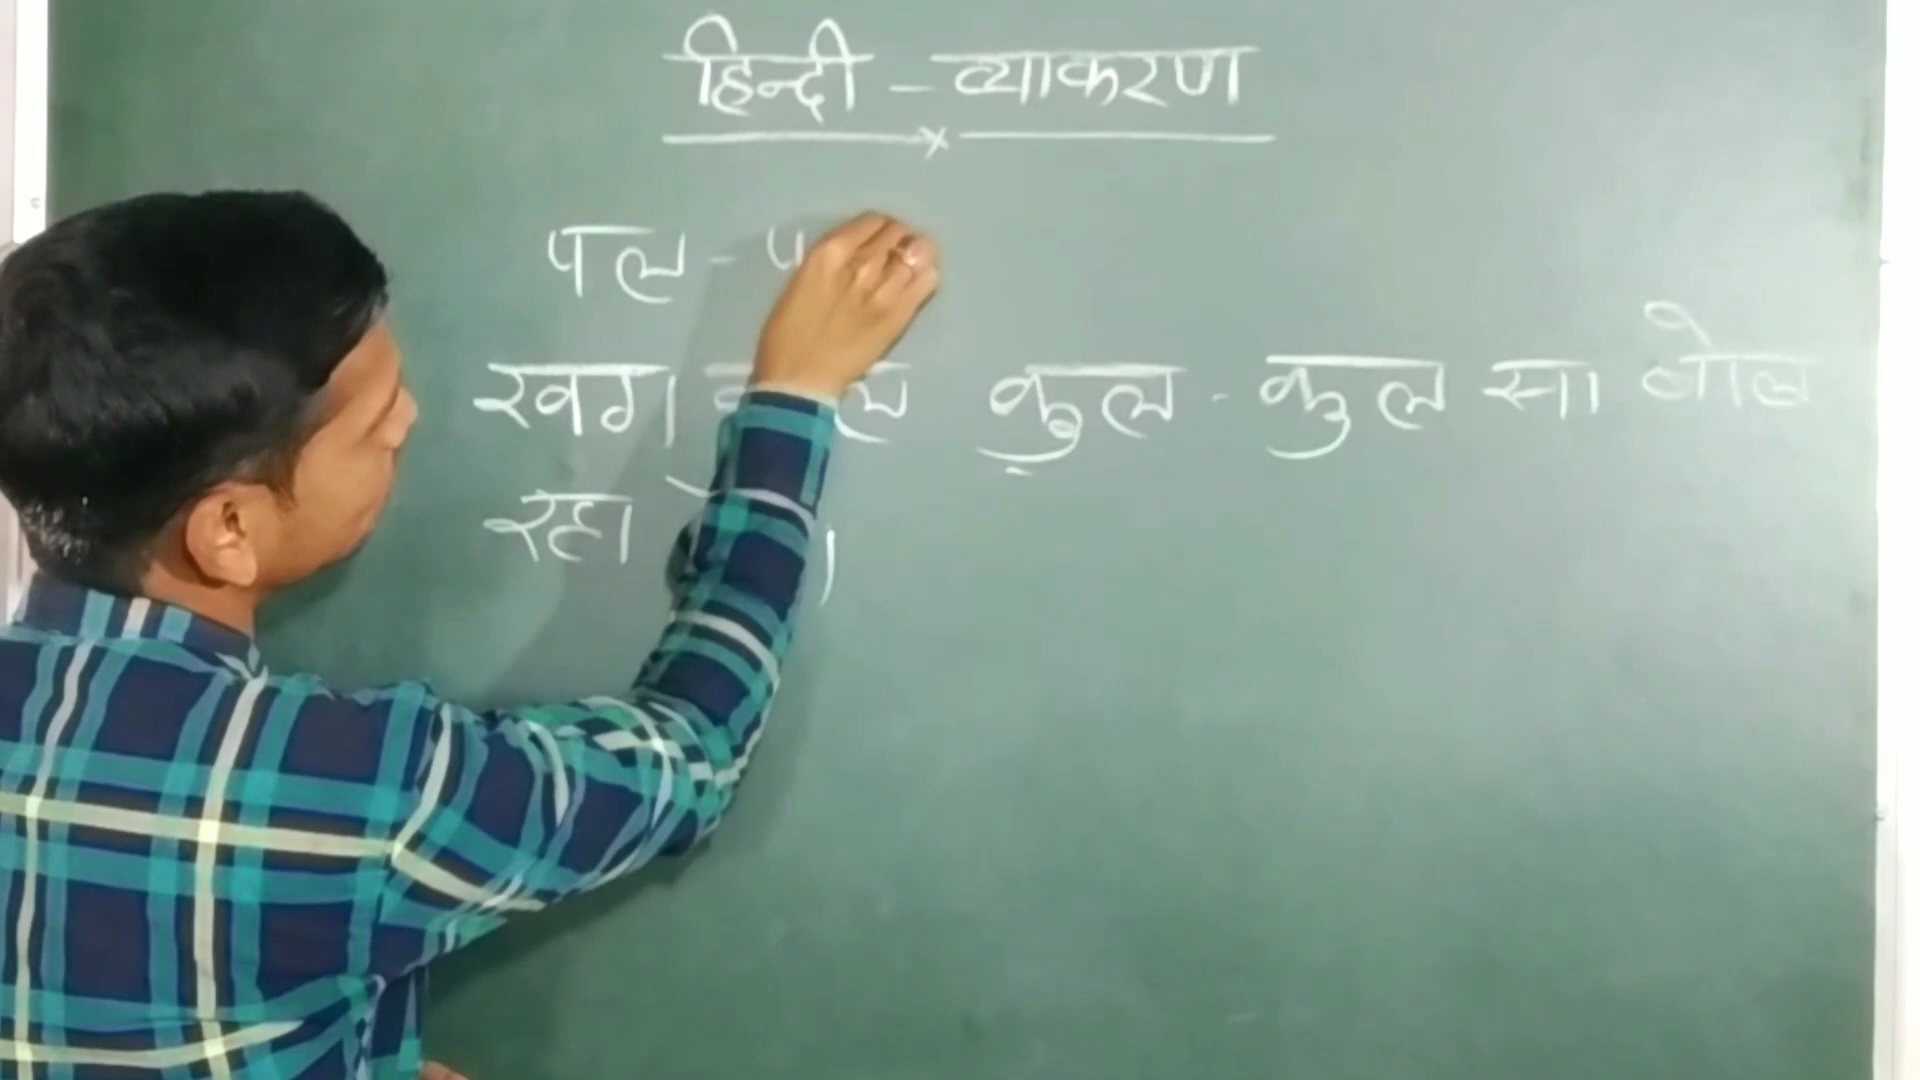 हिन्दी - व्याकरण
पल -
खग कुल - कुल सा बोल
रहा